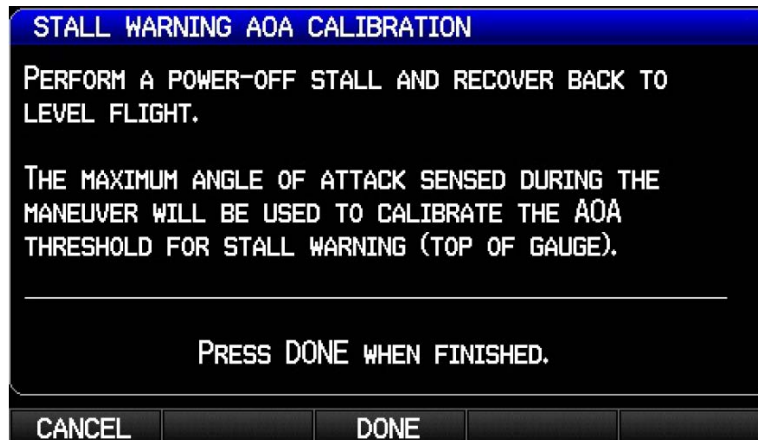 STALL WARNING AOA CALIBRATION
PERFORM A POWER-OFF STALL AND RECOVER BACK TO
LEVEL FLIGHT.
THE MAXIMUM ANGLE OF ATTACK SENSED DURING THE
MANEUVER WILL BE USED TO CALIBRATE THE AOA
THRESHOLD FOR STALL WARNING (TOP OF GAUGE).
PRESS DONE WHEN FINISHED.
CANCEL DONE